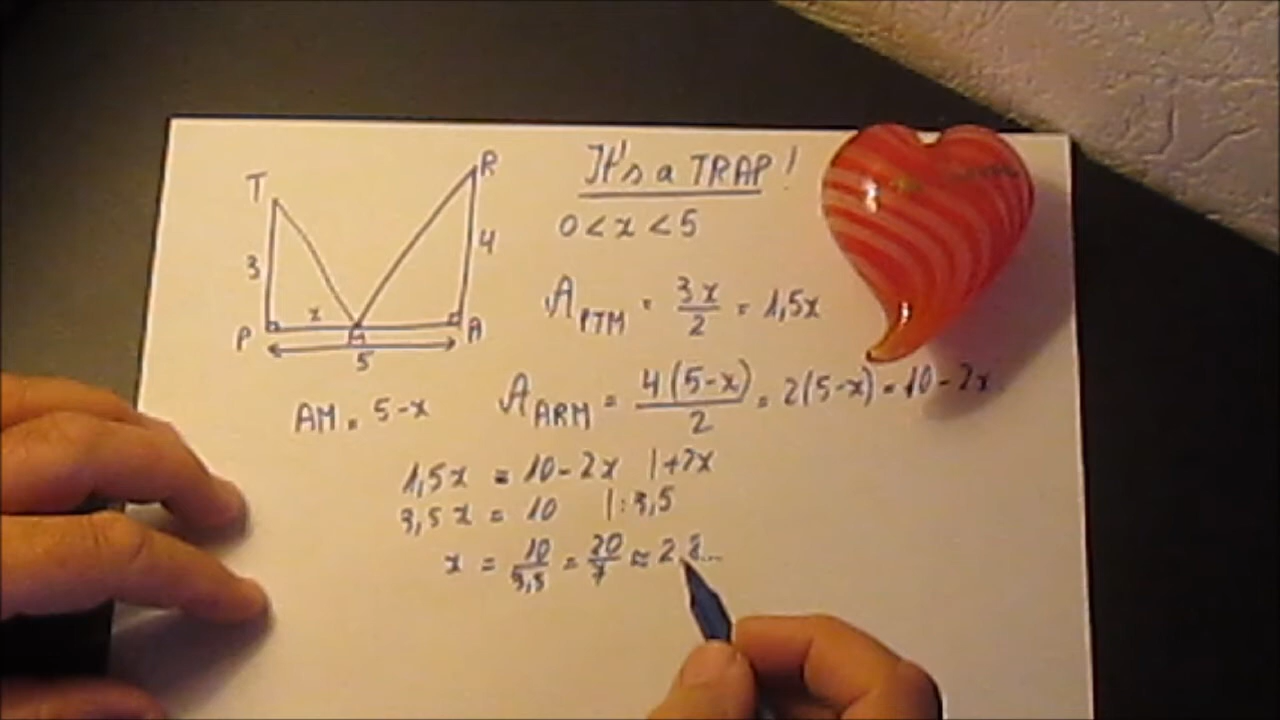 It's a TRAP!
T
R
0 < x < 5
3
4
x
P
M
A
5
A_PTM = 3x/2 = 1,5x
AM = 5-x
A_ARM = 4(5-x)/2 = 2(5-x) = 10-2x
1,5x = 10-2x |+2x
3,5x = 10 |:3,5
x = 10/3,5 = 20/7 ≈ 2,8...